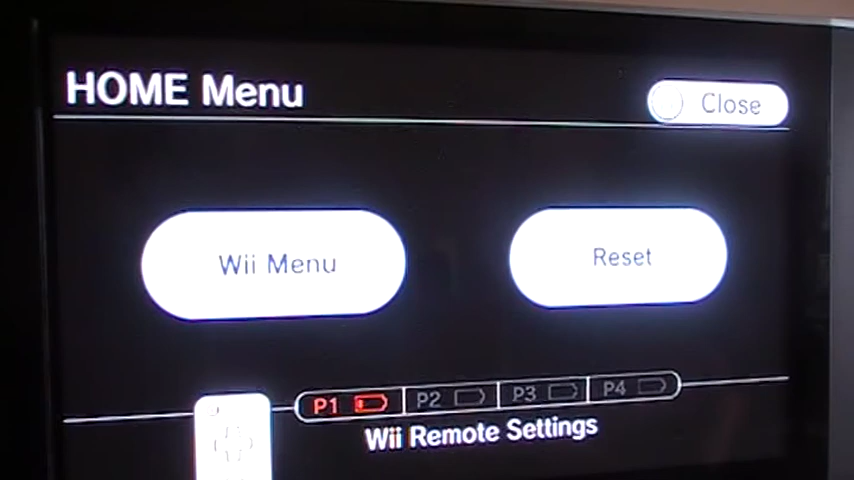 HOME Menu
Close
Wii Menu
Reset
P1 P2 P3 P4
Wii Remote Settings